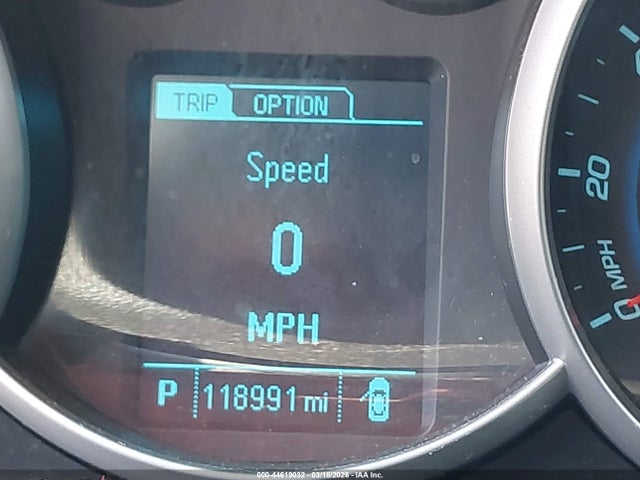 TRIP OPTION
Speed
0
MPH
P 118991 mi
20
MPH
0
000-44619032 - 03/18/2026 - IAA Inc.